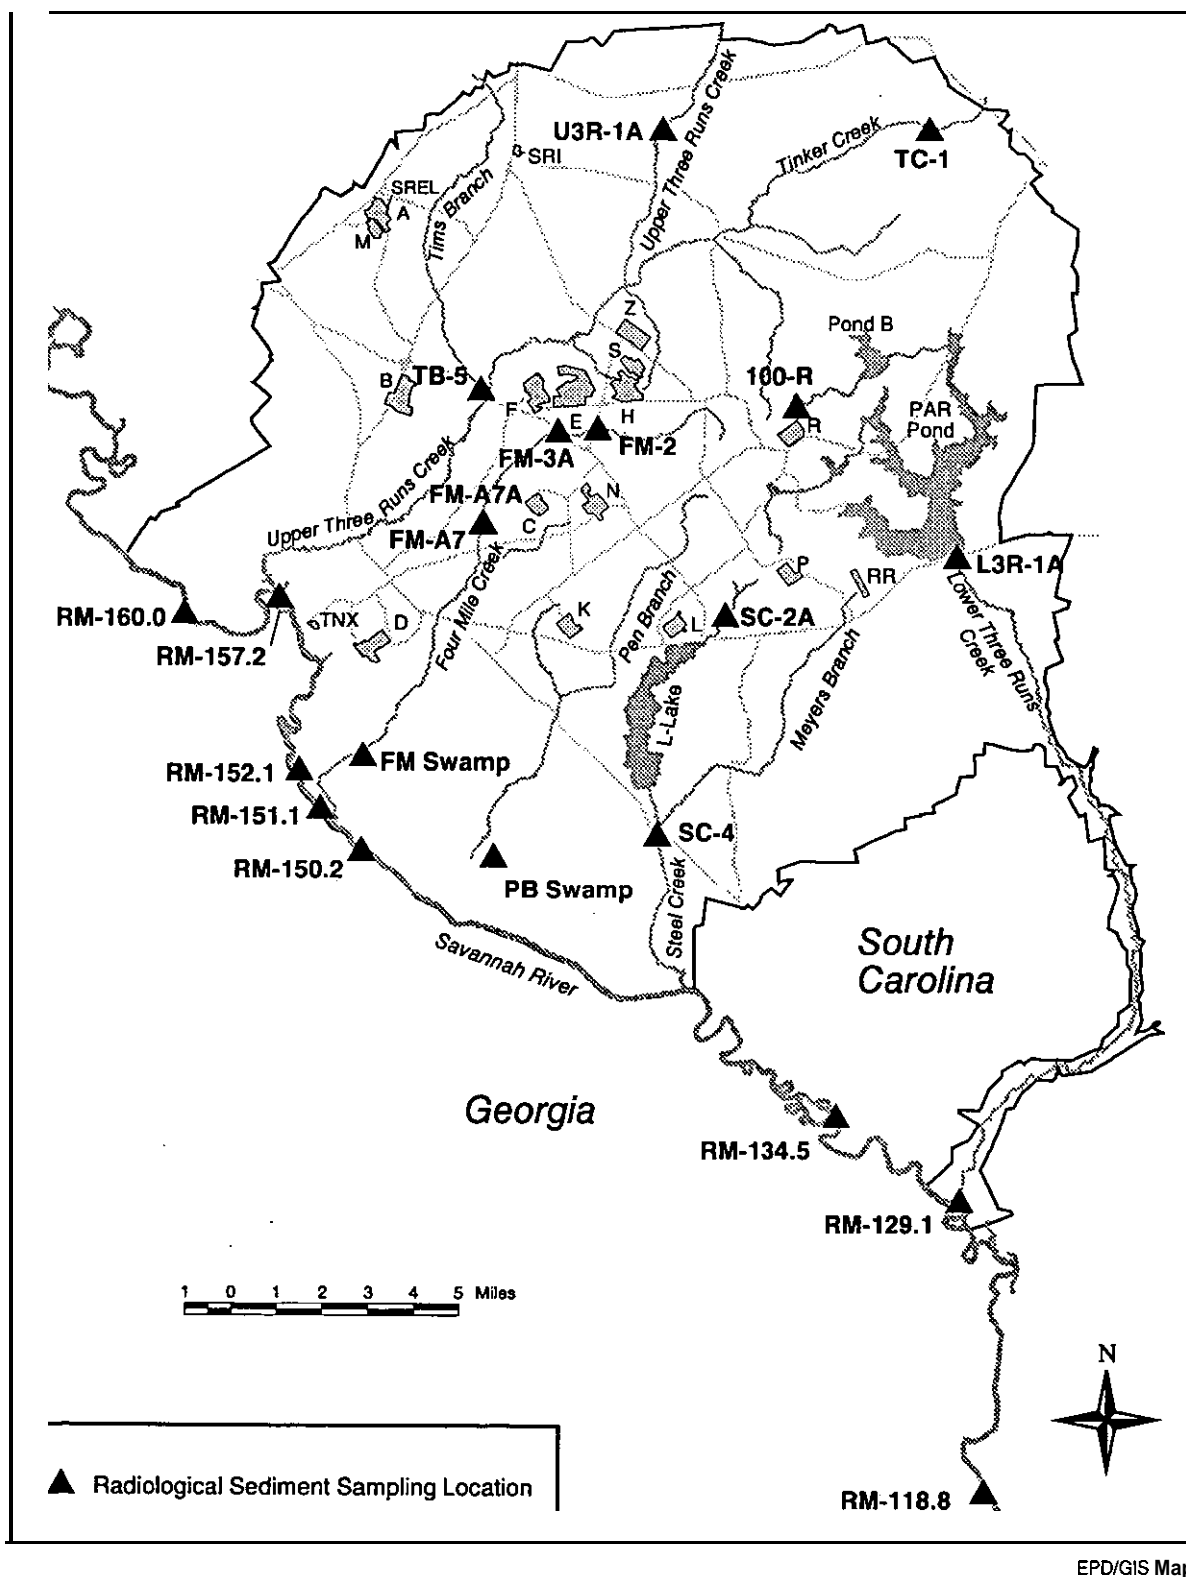 U3R-1A
Upper Three Runs Creek
Tinker Creek
TC-1
SRI
SREL
A
M
Tims Branch
Z
Pond B
S
B
TB-5
100-R
F
E
H
R
PAR
Pond
FM-3A
FM-2
Upper Three Runs Creek
FM-A7A
N
C
FM-A7
P
RR
L3R-1A
RM-160.0
RM-157.2
TNX
D
Four Mile Creek
K
Pen Branch
L
SC-2A
Lower Three Runs
Creek
Meyers Branch
L-Lake
FM Swamp
RM-152.1
RM-151.1
RM-150.2
SC-4
PB Swamp
Steel Creek
Savannah River
South
Carolina
Georgia
RM-134.5
RM-129.1
1 0 1 2 3 4 5 Miles
N
Radiological Sediment Sampling Location
RM-118.8
EPD/GIS Map